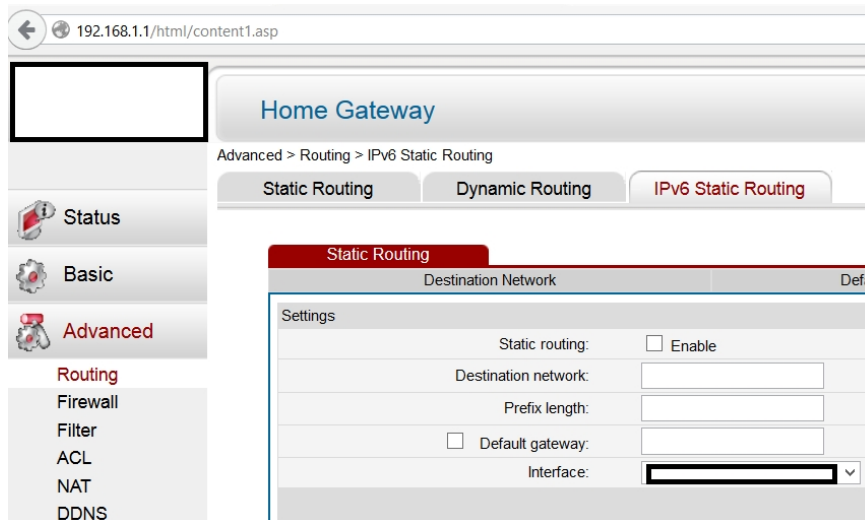 192.168.1.1/html/content1.asp
Home Gateway
Advanced > Routing > IPv6 Static Routing
Static Routing
Dynamic Routing
IPv6 Static Routing
Status
Basic
Advanced
Routing
Firewall
Filter
ACL
NAT
DDNS
Static Routing
Destination Network
Settings
Static routing:
Enable
Destination network:
Prefix length:
Default gateway:
Interface: